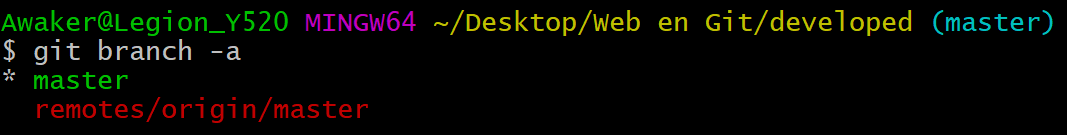 Awaker@Legion_Y520 MINGW64 ~/Desktop/Web en Git/developed (master)
$ git branch -a
* master
  remotes/origin/master